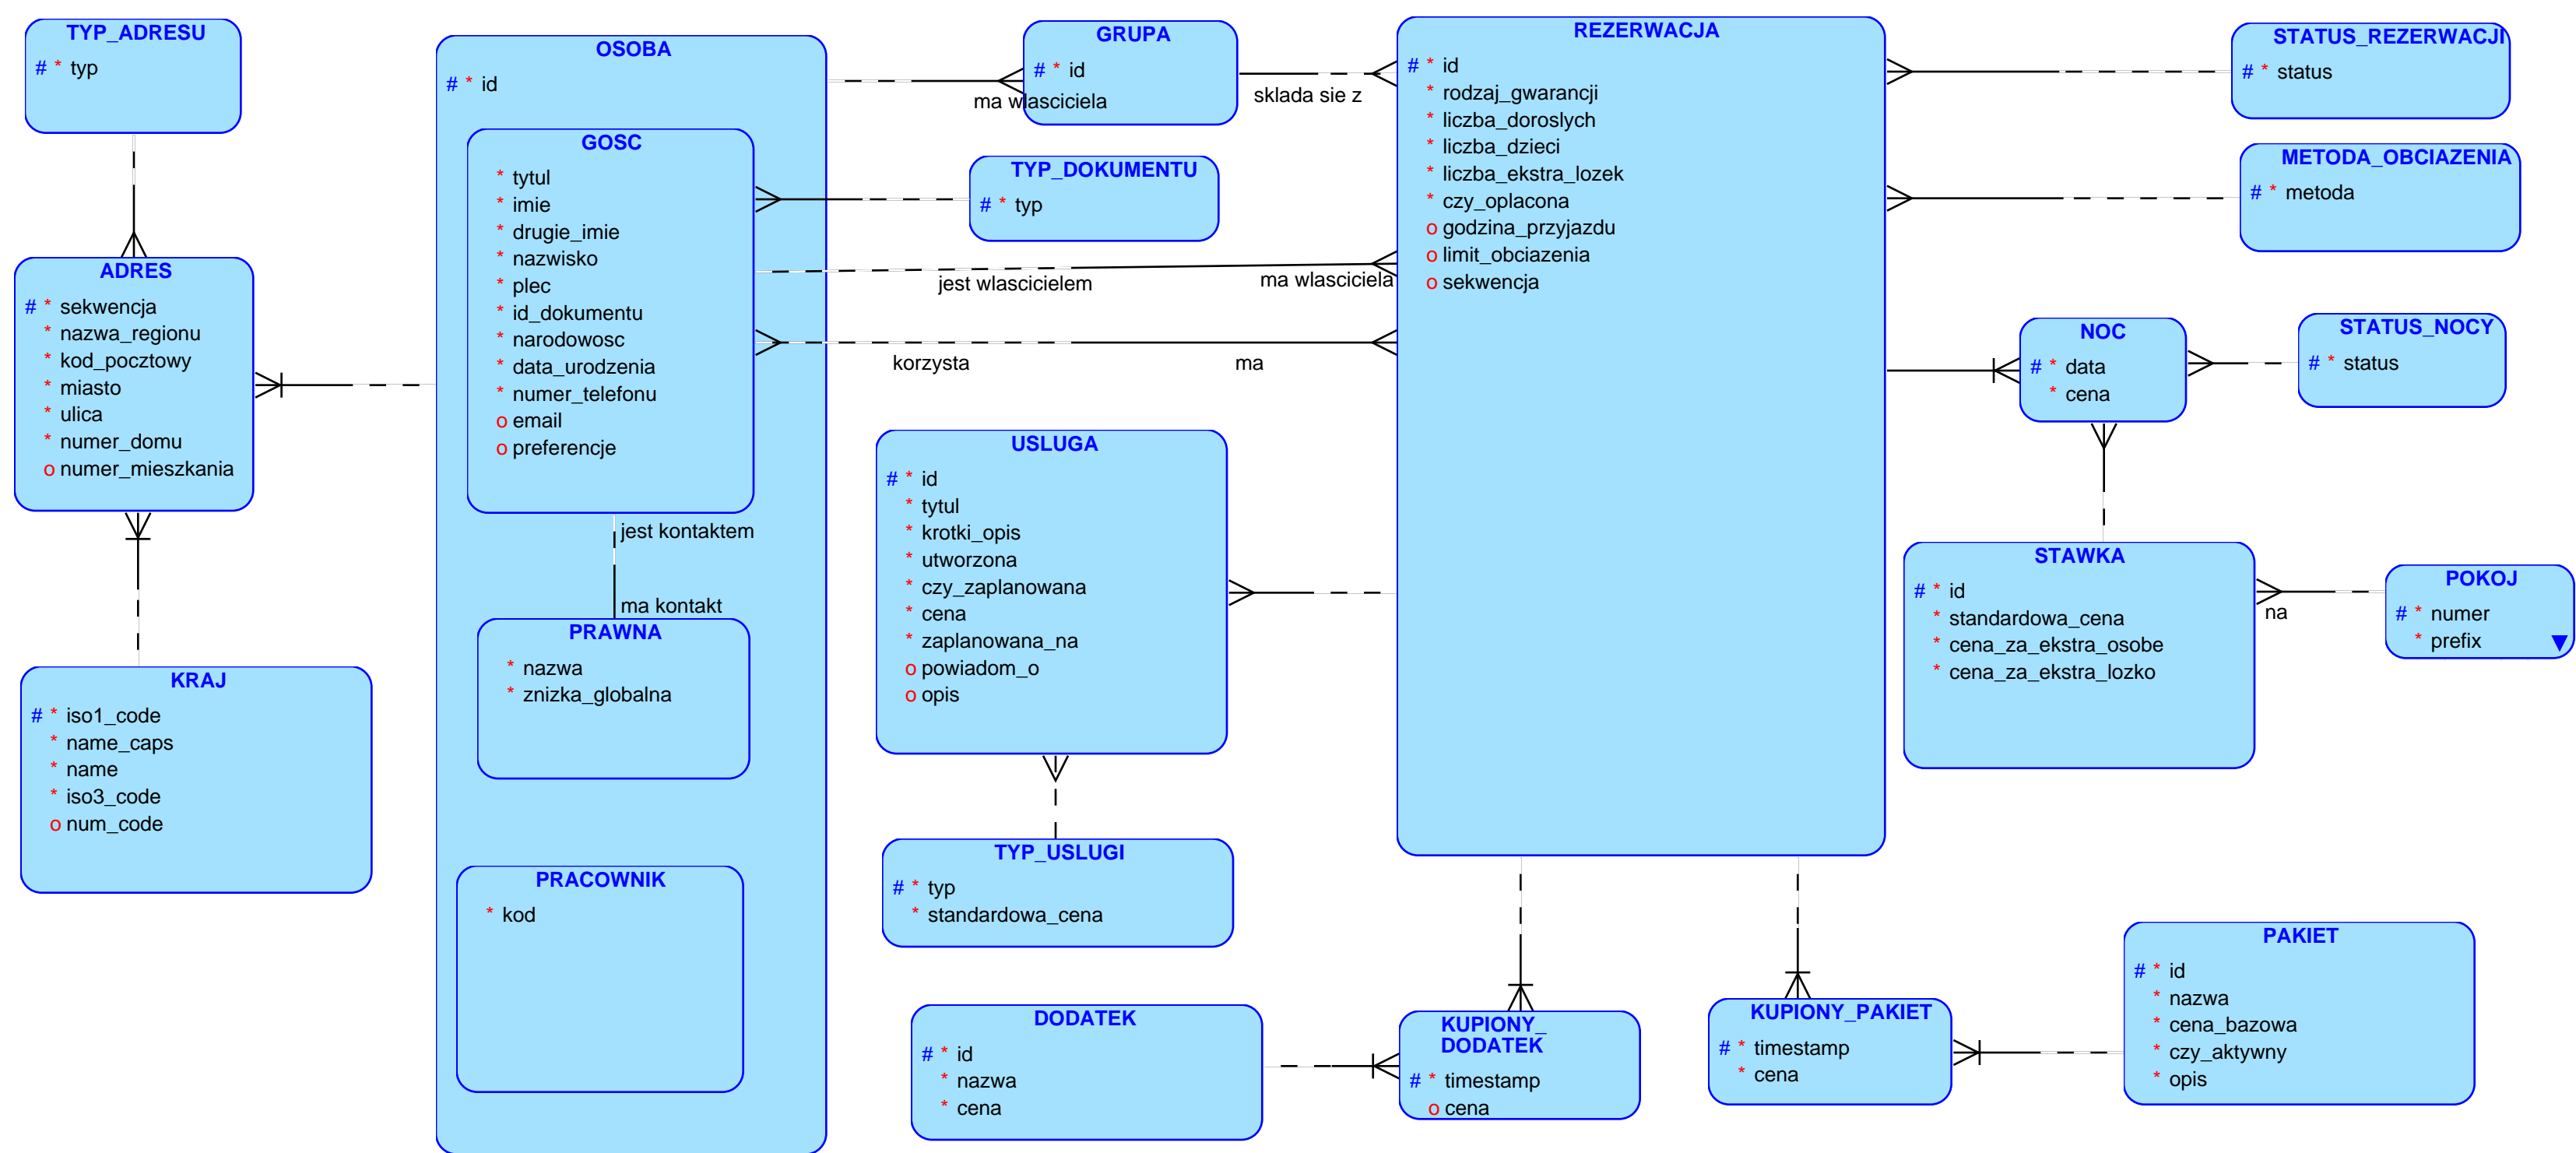 TYP_ADRESU
# * typ
OSOBA
# * id
GOSC
* tytul
* imie
* drugie_imie
* nazwisko
* plec
* id_dokumentu
* narodowosc
* data_urodzenia
* numer_telefonu
o email
o preferencje
jest kontaktem
ma kontakt
PRAWNA
* nazwa
* znizka_globalna
PRACOWNIK
* kod
ADRES
# * sekwencja
* nazwa_regionu
* kod_pocztowy
* miasto
* ulica
* numer_domu
o numer_mieszkania
KRAJ
# * iso1_code
* name_caps
* name
* iso3_code
o num_code
GRUPA
# * id
ma wlasciciela
sklada sie z
TYP_DOKUMENTU
# * typ
jest wlascicielem
ma wlasciciela
korzysta
ma
USLUGA
# * id
* tytul
* krotki_opis
* utworzona
* czy_zaplanowana
* cena
* zaplanowana_na
o powiadom_o
o opis
TYP_USLUGI
# * typ
* standardowa_cena
DODATEK
# * id
* nazwa
* cena
REZERWACJA
# * id
* rodzaj_gwarancji
* liczba_doroslych
* liczba_dzieci
* liczba_ekstra_lozek
* czy_oplacona
o godzina_przyjazdu
o limit_obciazenia
o sekwencja
KUPIONY_
DODATEK
# * timestamp
o cena
KUPIONY_PAKIET
# * timestamp
* cena
PAKIET
# * id
* nazwa
* cena_bazowa
* czy_aktywny
* opis
STATUS_REZERWACJI
# * status
METODA_OBCIAZENIA
# * metoda
NOC
# * data
* cena
STATUS_NOCY
# * status
STAWKA
# * id
* standardowa_cena
* cena_za_ekstra_osobe
* cena_za_ekstra_lozko
na
POKOJ
# * numer
* prefix